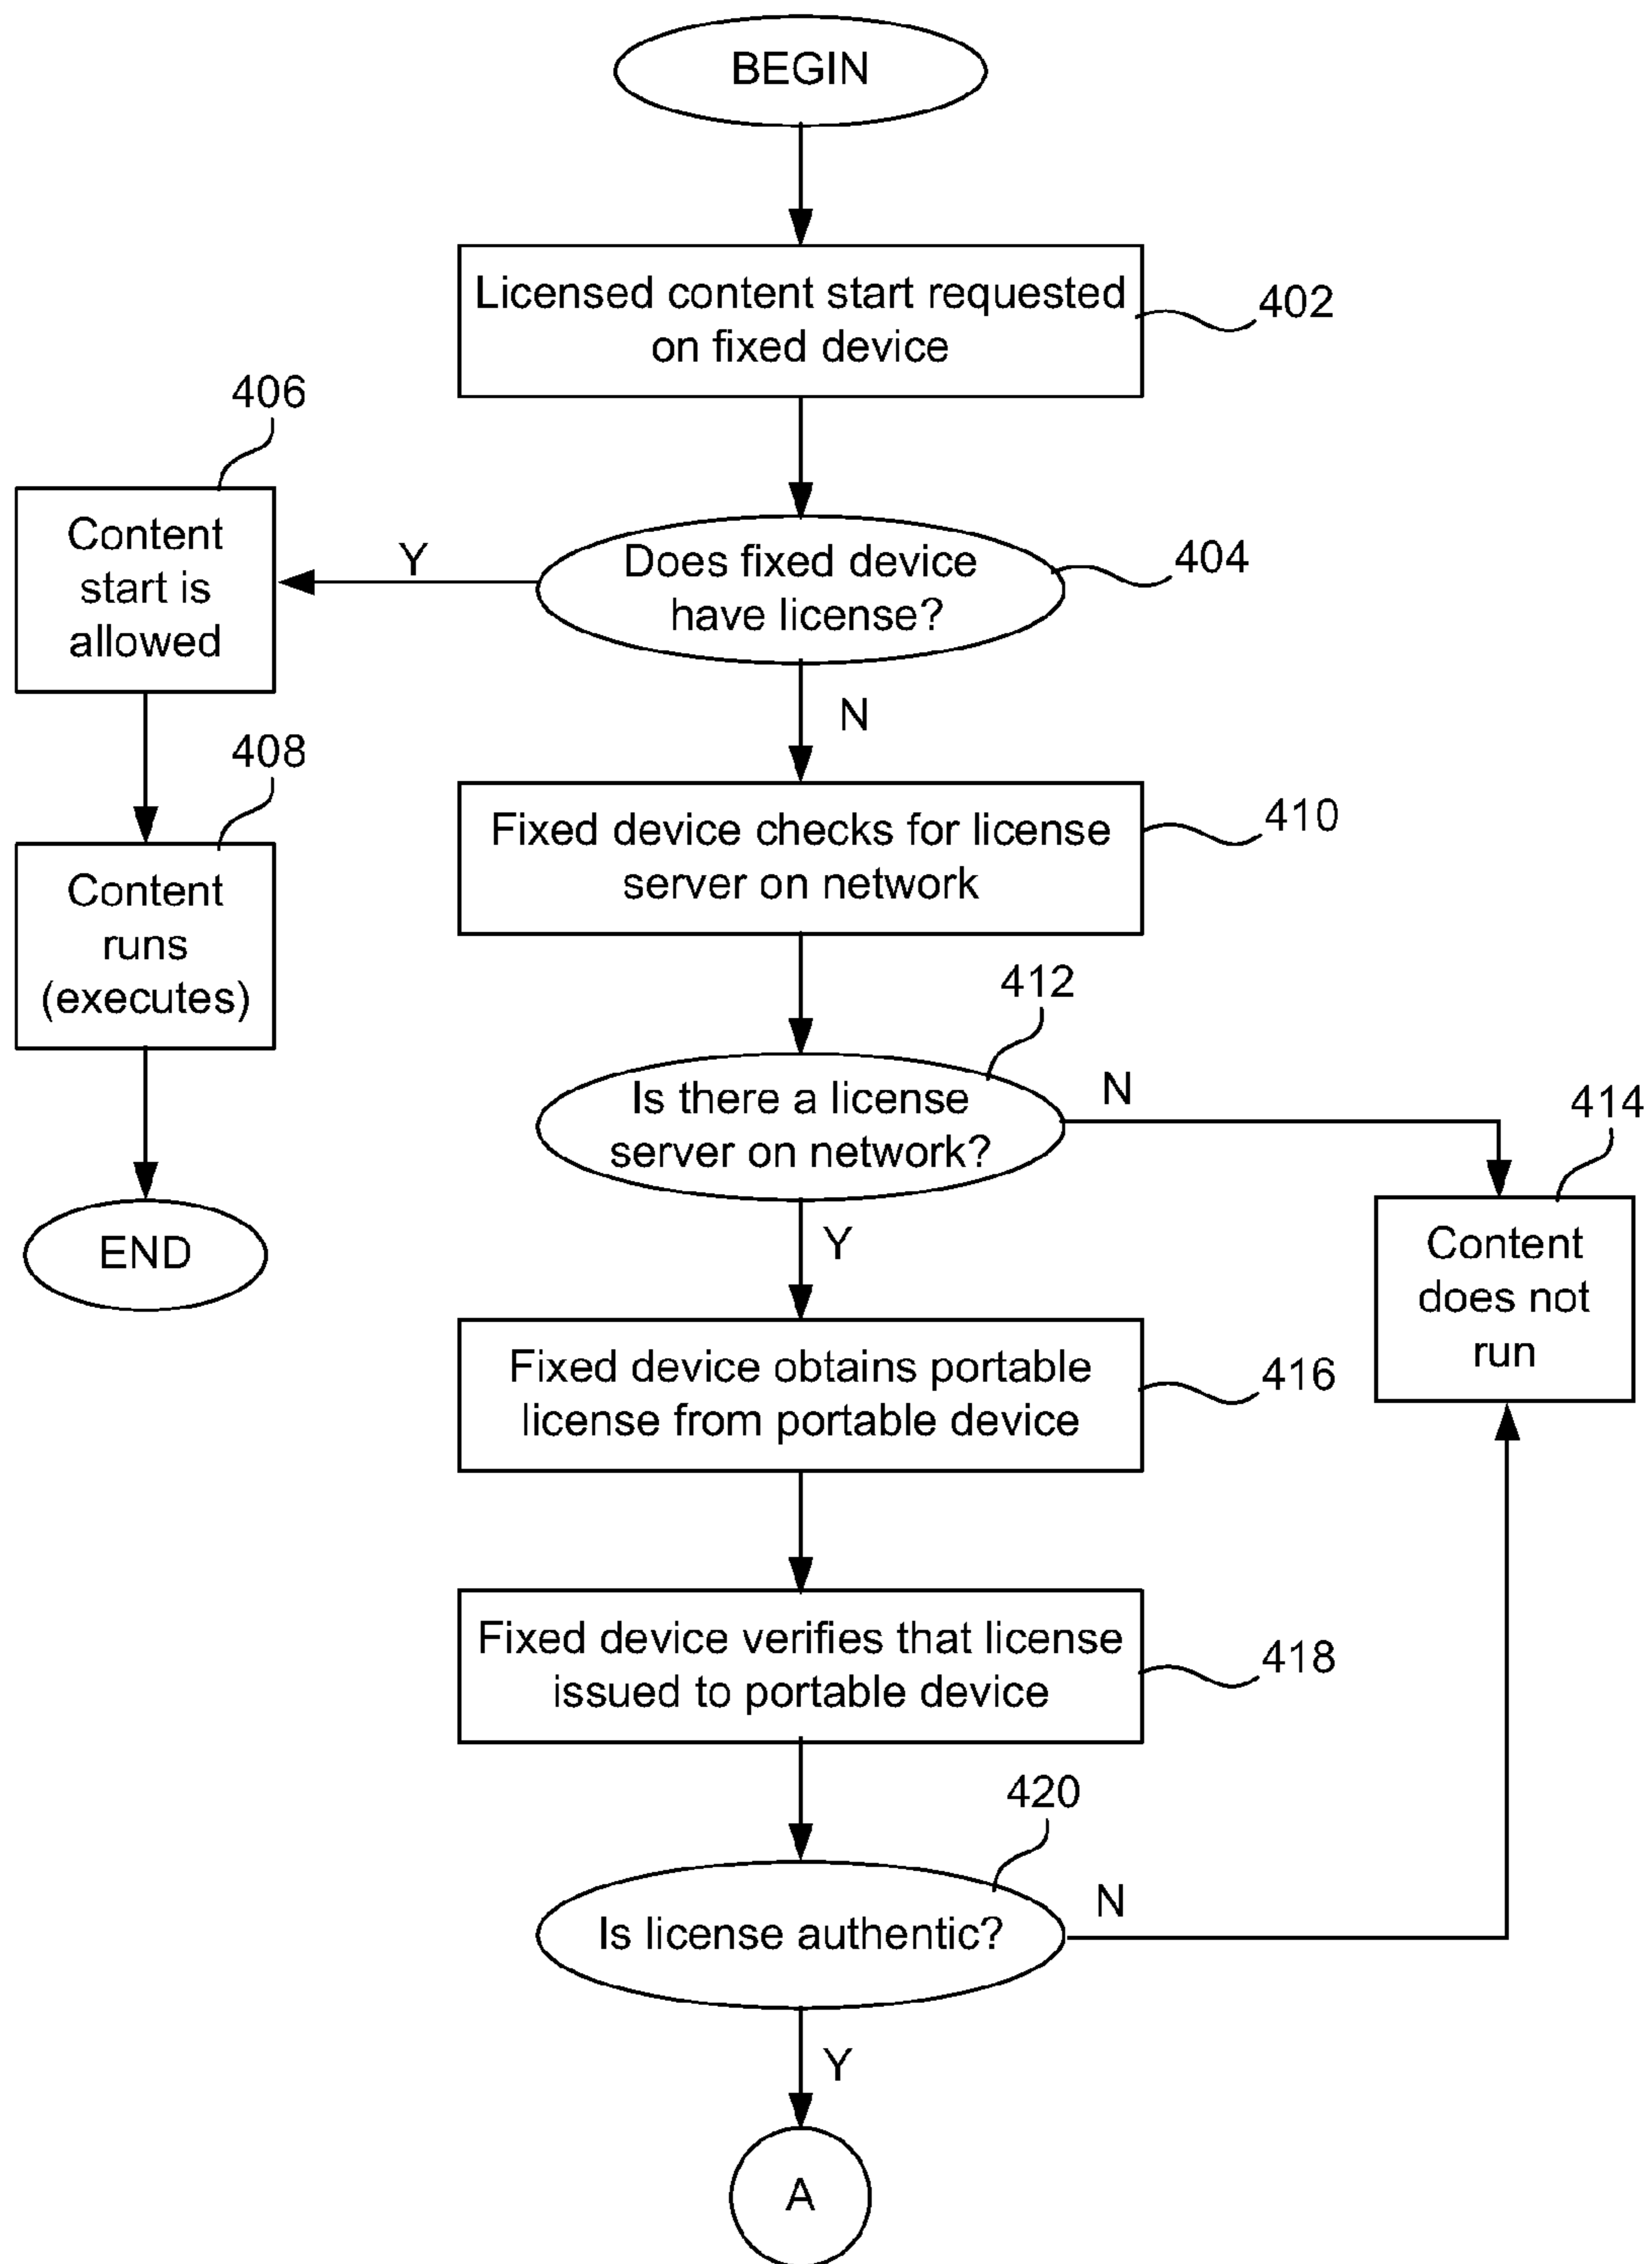 BEGIN
Licensed content start requested
on fixed device
402
406
Content
start is
allowed
Y
Does fixed device
have license?
404
N
408
Content
runs
(executes)
END
Fixed device checks for license
server on network
410
412
Is there a license
server on network?
N
414
Content
does not
run
Y
Fixed device obtains portable
license from portable device
416
Fixed device verifies that license
issued to portable device
418
420
Is license authentic?
N
Y
A